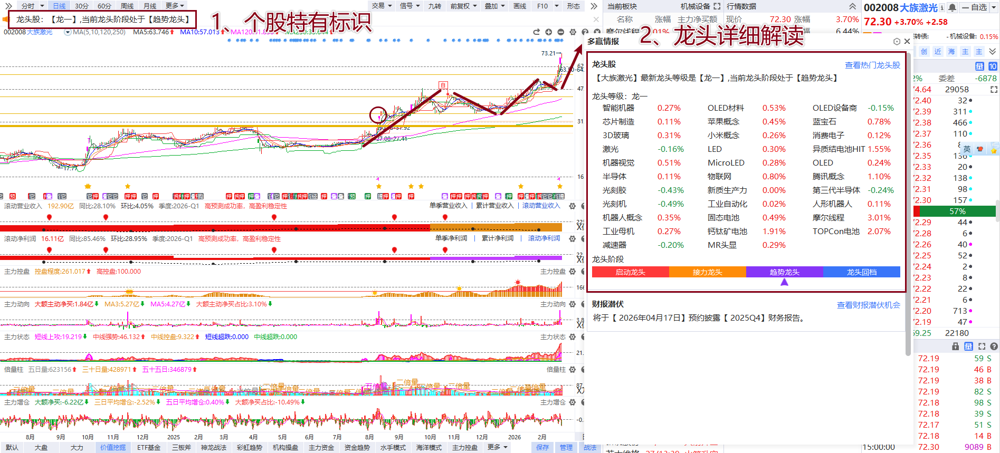 分时 日线 30分 60分 周线 月线 更多 交易 信号 九转 前复权 叠加 画线 F10 形态
龙头股：【龙一】,当前龙头阶段处于【趋势龙头】
1、个股特有标识
002008 大族激光 MA(5,10,120,250) MA5:63.746 MA10:57.013
73.21
自
27.08-27.41
17.77
62
47
31.
16.
滚动营业收入 192.90亿 同比:28.10% 环比:4.05% 季度:2026-Q1 高预测成功率，高盈利稳定性
单季营业收入 | 累计营业收入 | 滚动营业收入
滚动净利润 16.11亿 同比:85.46% 环比:28.95% 季度:2026-Q1 高预测成功率，高盈利稳定性
单季净利润 | 累计净利润 | 滚动净利润
主力控盘 控盘程度:261.017 高控盘:100.000 主力控盘
166
主力动向 大额主动净买:1.84亿 MA3:5.27亿 MA5:4.27亿 大额主动净买占比:3.10% 主力动向
3.8
主力状态 短线上攻:19.219 中线强势:46.132 中线控盘:9.322 短线超跌:0.000 中线超跌:0.000 主力状态
21.
倍量柱 五日量:623156 三十日量:428971 五十五日:346879 倍量柱
87
主力增仓 大额净买:-6.22亿 三日平均增仓:-2.52% 五日平均增仓:0.40% 大额净买占比:-10.49% 主力增仓
8月 9月 10月 11月 12月 2025 2月 3月 4月 5月 6月 7月 8月 9月 10月 11月 12月 2026 2月
默认 大盘 大力 价值挖掘 ETF基金 三板斧 神龙战法 彩虹趋势 机构操盘 主力资金 资金趋势 水手模式 海洋模式 主力控盘 更多 保存 管理 战法
当前板块 机械设备
名称 涨幅 主力净买额
行情数据
现价 72.30 涨幅 3.70%
6.44%
2、龙头详细解读
多赢情报
龙头股 查看热门龙头股
【大族激光】最新龙头等级是【龙一】,当前龙头阶段处于【趋势龙头】
龙头等级：龙一
智能机器 0.27% OLED材料 0.53% OLED设备商 -0.15%
芯片制造 0.11% 苹果概念 0.45% 蓝宝石 0.78%
3D玻璃 0.31% 小米概念 0.26% 消费电子 0.12%
激光 -0.16% LED 0.30% 异质结电池HIT 1.55%
机器视觉 0.51% MicroLED 0.28% OLED 0.24%
半导体 0.11% 物联网 0.80% 腾讯概念 1.10%
光刻胶 -0.43% 新质生产力 0.00% 第三代半导体 -0.24%
光刻机 -0.49% 工业自动化 0.02% 人形机器人 0.11%
机器人概念 0.35% 固态电池 0.49% 摩尔线程 3.01%
工业母机 0.27% 钙钛矿电池 1.91% TOPCon电池 2.07%
减速器 -0.20% MR头显 0.29%
龙头阶段
启动龙头 接力龙头 趋势龙头 龙头回档
财报潜伏 查看财报潜伏机会
将于【 2026年04月17日】预约披露【 2025Q4】财务报告。
002008 大族激光 自选
72.30 +3.70% +2.58
转债: - 机械设备: 0.15%
创 近 海 主 主
量 10
2% 委差 -6878
74.64 29058
72.40 32
72.39 311
72.38 466
72.37 110
72.36
72.35 136
72.33 20
72.32 138
72.31 98
72.30 157
英
57%
72.29 44
72.28 6
72.26 40
72.25 52
72.24 2
72.23 8
72.22 22
72.21 6
72.20 713
72.19 47
69.25 22180
量
72.19 59 S
72.19 46 B
72.19 38 B
72.19 82 S
72.18 98 S
72.18 39 S
72.17 51 S
72.18 14 B
15:00:00 72.30 9089 B